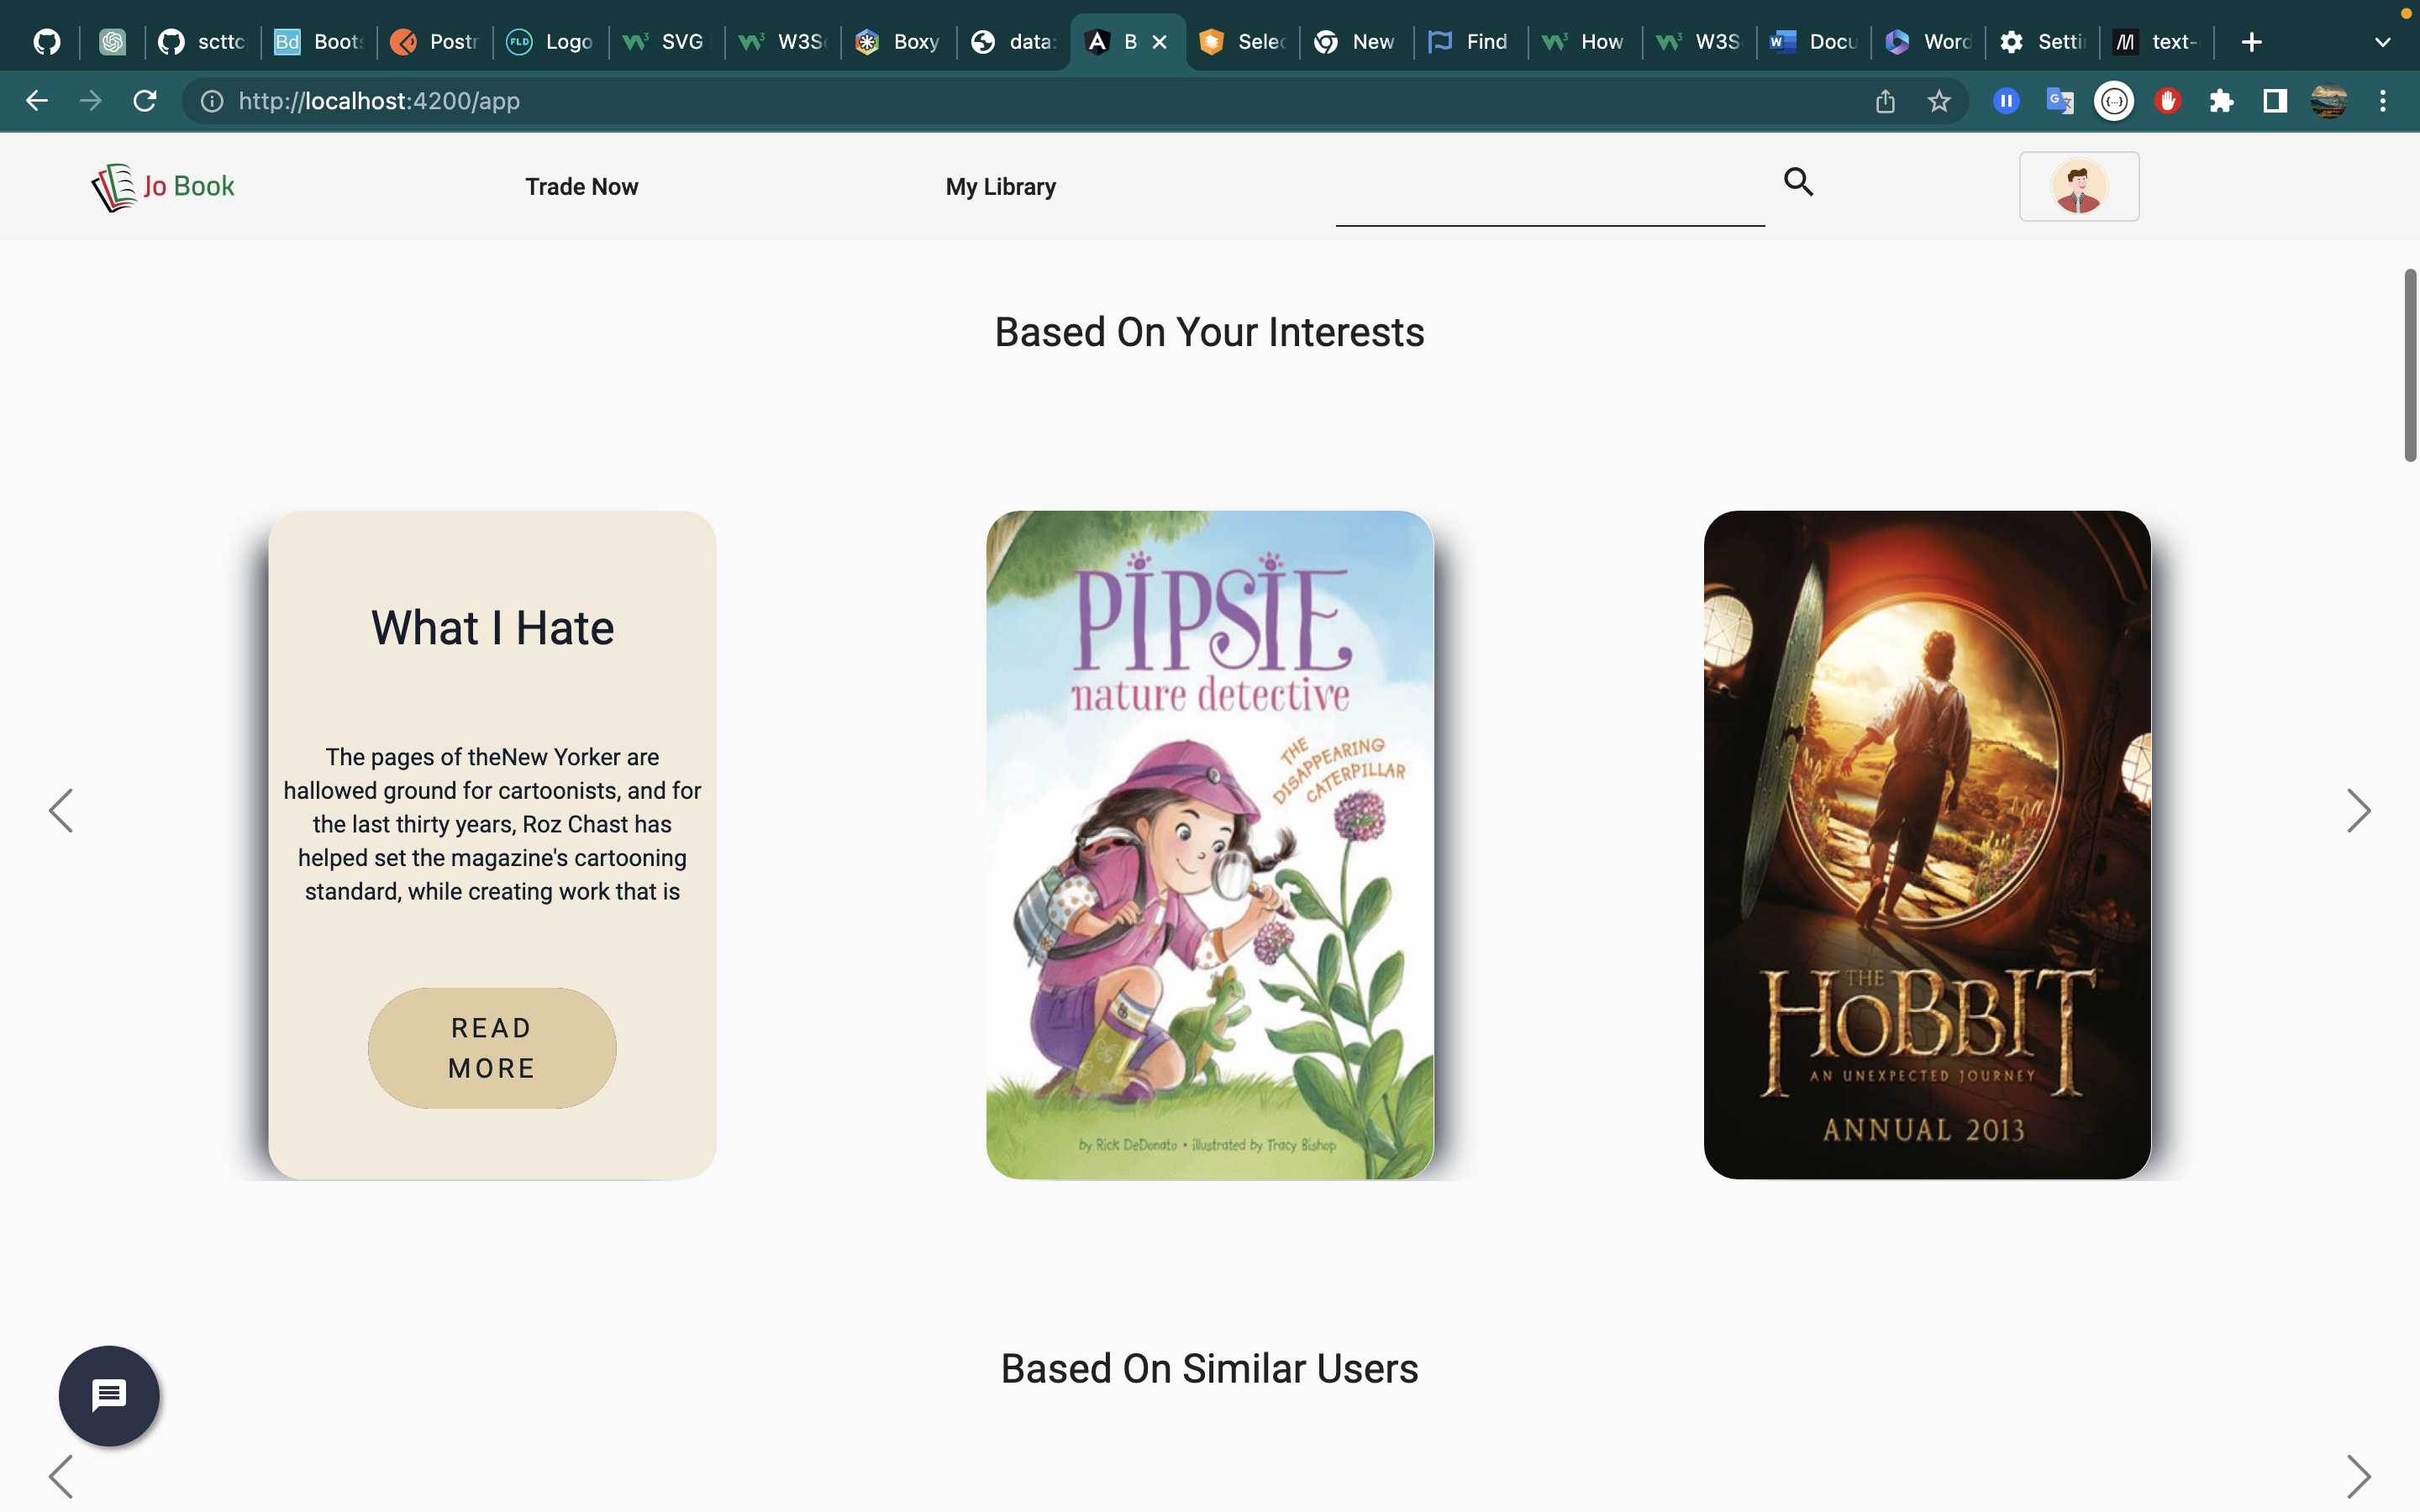 scttc
Boots
Postr
FLD Logo
SVG
W3S
Boxy
data:
B
Selec
New
Find
How
W3S
Docu
Word
Settin
text-
http://localhost:4200/app
Jo Book
Trade Now
My Library
Based On Your Interests
What I Hate
The pages of theNew Yorker are
hallowed ground for cartoonists, and for
the last thirty years, Roz Chast has
helped set the magazine's cartooning
standard, while creating work that is
READ
MORE
PIPSIE
nature detective
THE
DISAPPEARING
CATERPILLAR
by Rick DeDonato • illustrated by Tracy Bishop
THE
HOBBIT
AN UNEXPECTED JOURNEY
ANNUAL 2013
Based On Similar Users